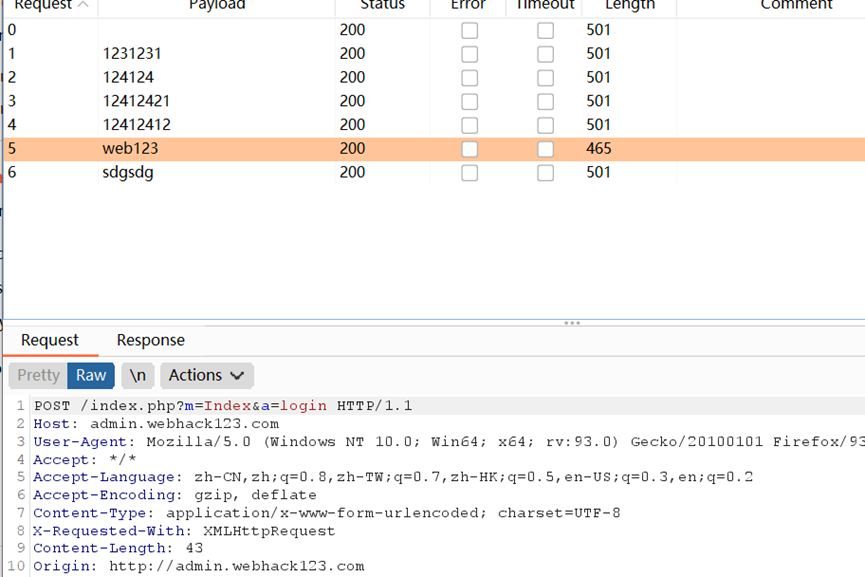 Request Payload Status Error Timeout Length Comment
0 200 501
1 1231231 200 501
2 124124 200 501
3 12412421 200 501
4 12412412 200 501
5 web123 200 465
6 sdgsdg 200 501
Request Response
Pretty Raw \n Actions
1 POST /index.php?m=Index&a=login HTTP/1.1
2 Host: admin.webhack123.com
3 User-Agent: Mozilla/5.0 (Windows NT 10.0; Win64; x64; rv:93.0) Gecko/20100101 Firefox/93
4 Accept: */*
5 Accept-Language: zh-CN,zh;q=0.8,zh-TW;q=0.7,zh-HK;q=0.5,en-US;q=0.3,en;q=0.2
6 Accept-Encoding: gzip, deflate
7 Content-Type: application/x-www-form-urlencoded; charset=UTF-8
8 X-Requested-With: XMLHttpRequest
9 Content-Length: 43
10 Origin: http://admin.webhack123.com